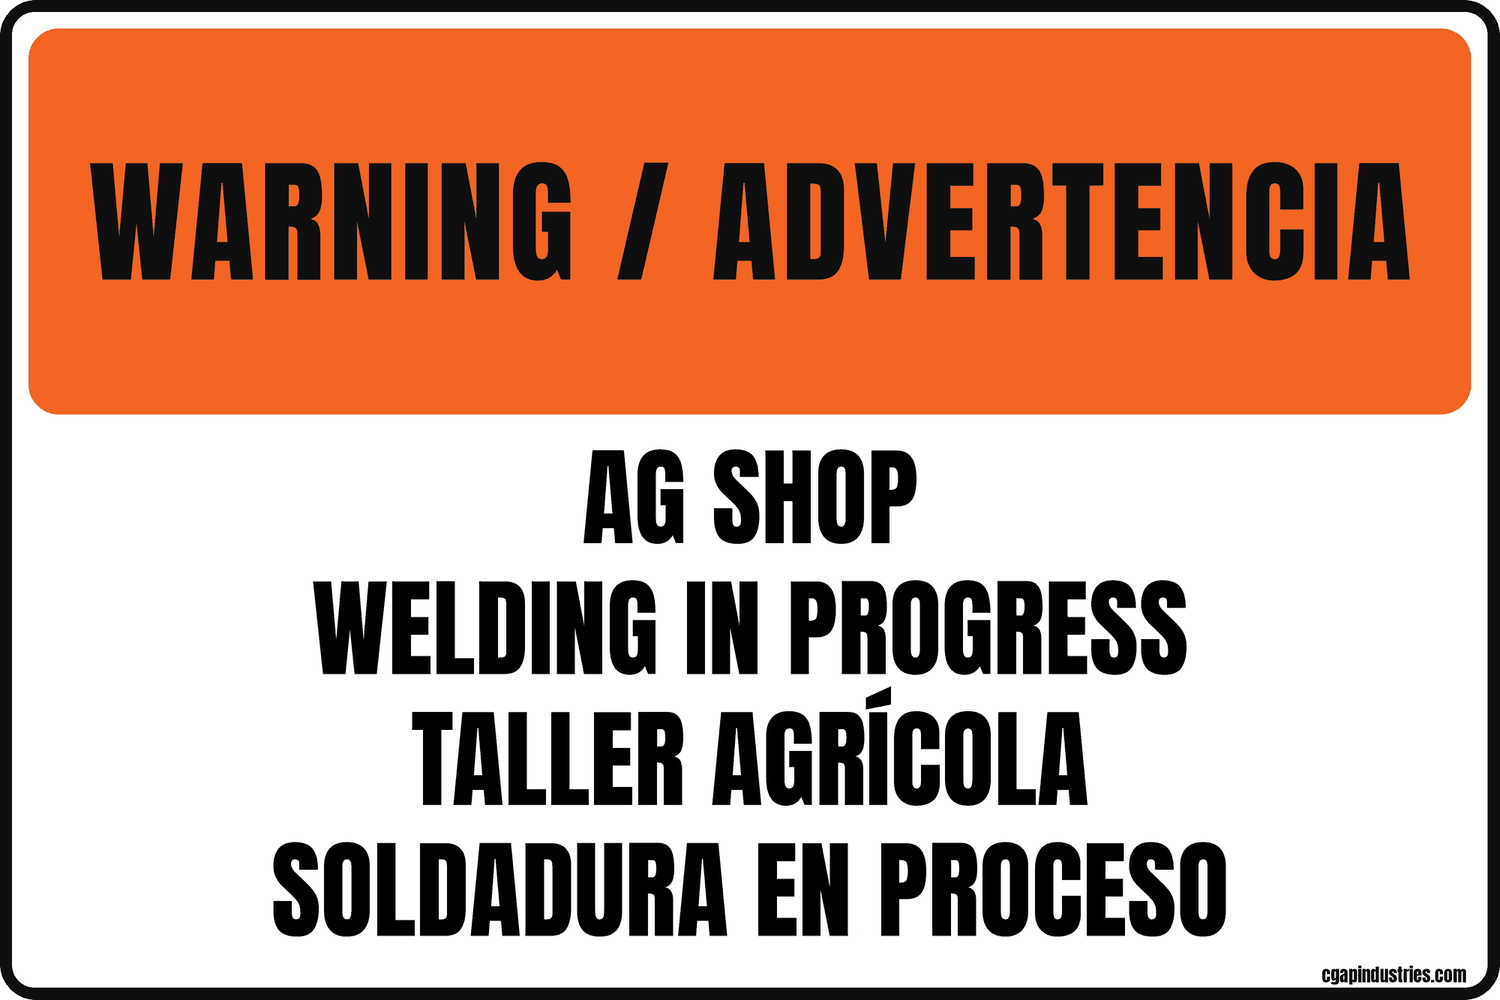 WARNING / ADVERTENCIA
AG SHOP
WELDING IN PROGRESS
TALLER AGRÍCOLA
SOLDADURA EN PROCESO
cgapindustries.com